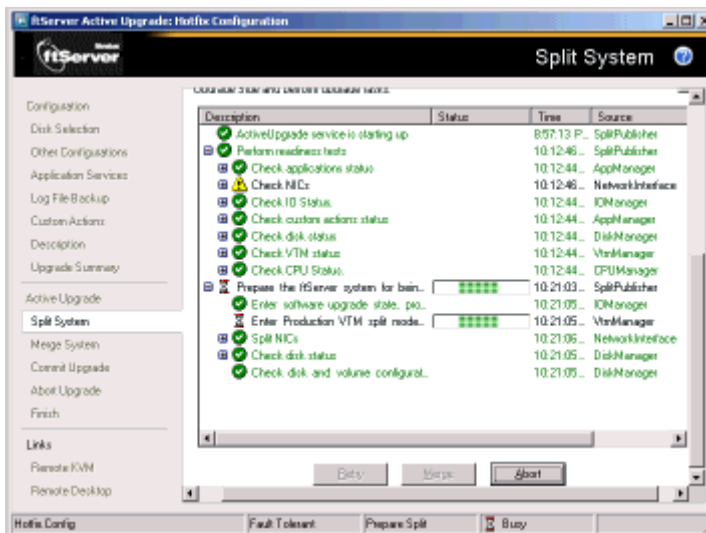 ftServer Active Upgrade: Hotfix Configuration
Stratus
ftServer
Split System
Configuration
Disk Selection
Other Configurations
Application Services
Log File Backup
Custom Actions
Description
Upgrade Summary
Active Upgrade
Split System
Merge System
Commit Upgrade
Abort Upgrade
Finish
Links
Remote KVM
Remote Desktop
Upgrade Side and perform upgrade tasks.
Description Status Time Source
ActiveUpgrade service is starting up 8:57:13 P... SplitPublisher
Perform readiness tests 10:12:46... SplitPublisher
Check applications status 10:12:44... AppManager
Check NICs 10:12:46... NetworkInterface
Check IO Status. 10:12:44... IOManager
Check custom actions status 10:12:44... AppManager
Check disk status 10:12:44... DiskManager
Check VTM status 10:12:44... VtmManager
Check CPU Status. 10:12:44... CPUManager
Prepare the ftServer system for bein... 10:21:03... SplitPublisher
Enter software upgrade state, pro... 10:21:05... IOManager
Enter Production VTM split mode... 10:21:05... VtmManager
Split NICs 10:21:06... NetworkInterface
Check disk status 10:21:05... DiskManager
Check disk and volume configurat... 10:21:05... DiskManager
Retry Merge Abort
Hotfix Config Fault Tolerant Prepare Split Busy